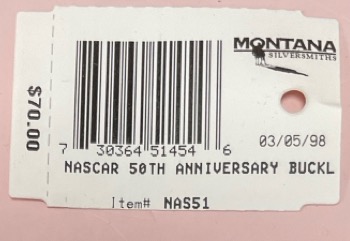 MONTANA
SILVERSMITHS
$70.00
7 30364 51454 6
03/05/98
NASCAR 50TH ANNIVERSARY BUCKL
Item# NAS51